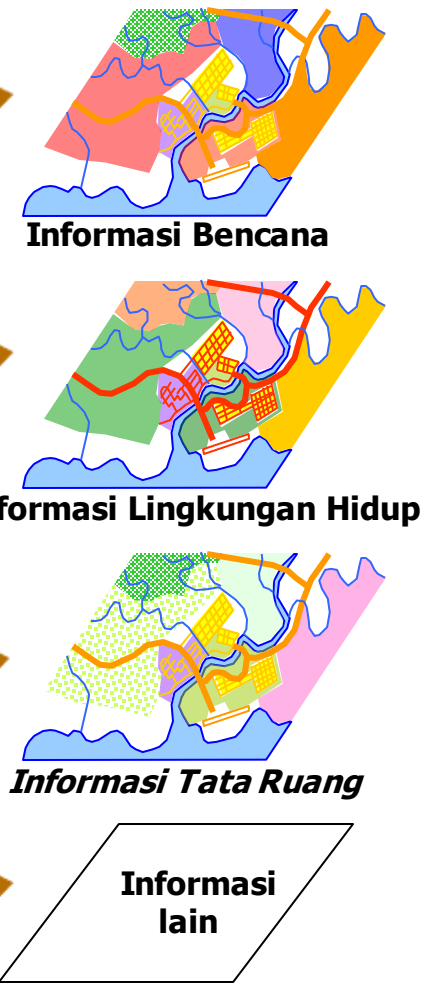 Informasi Bencana
formasi Lingkungan Hidup
Informasi Tata Ruang
Informasi
lain